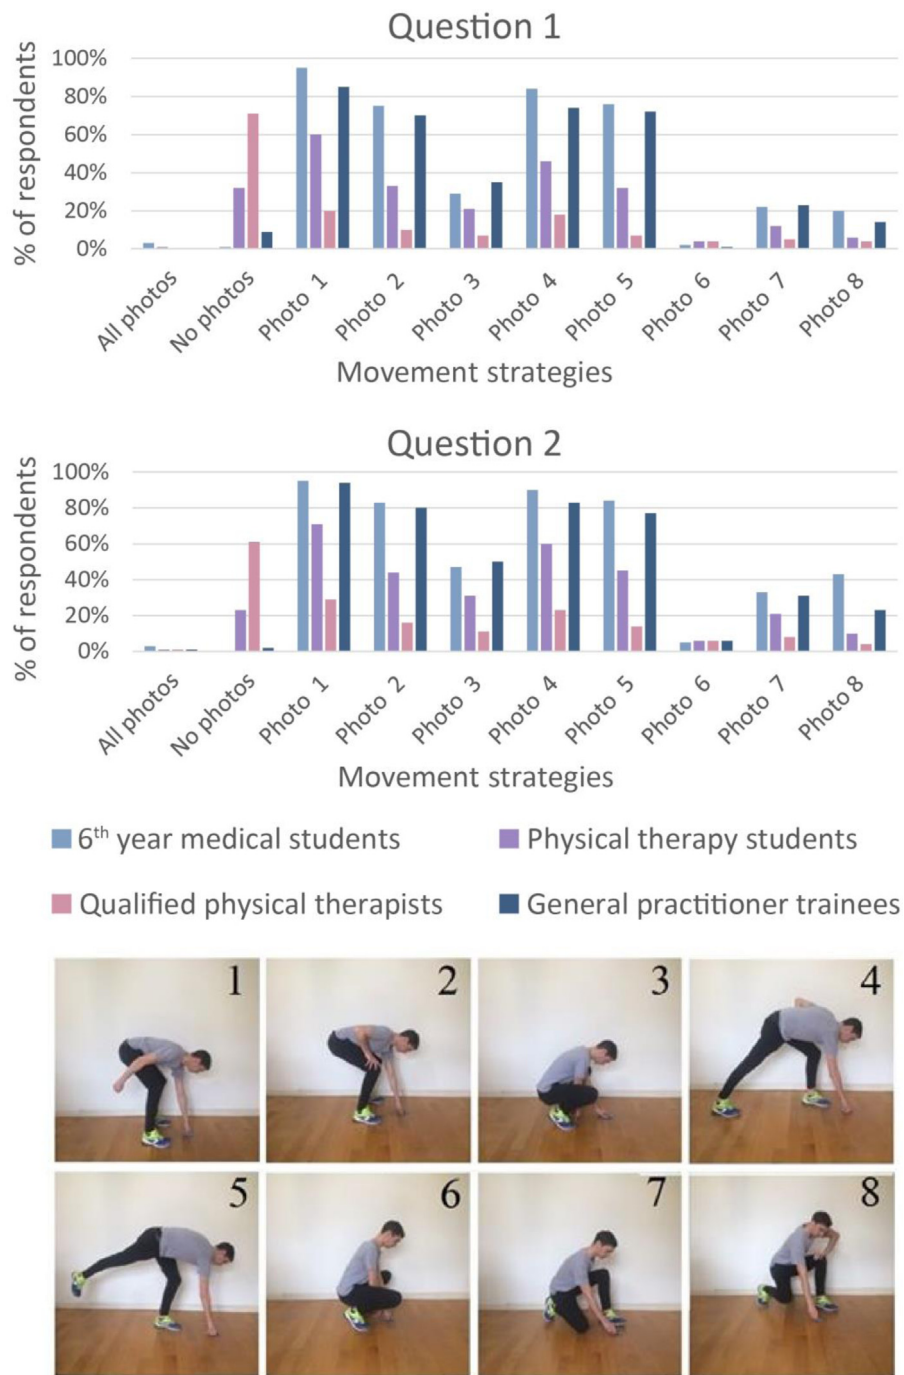 Question 1
% of respondents
100%
80%
60%
40%
20%
0%
All photos
No photos
Photo 1
Photo 2
Photo 3
Photo 4
Photo 5
Photo 6
Photo 7
Photo 8
Movement strategies
Question 2
% of respondents
100%
80%
60%
40%
20%
0%
All photos
No photos
Photo 1
Photo 2
Photo 3
Photo 4
Photo 5
Photo 6
Photo 7
Photo 8
Movement strategies
6th year medical students
Physical therapy students
Qualified physical therapists
General practitioner trainees
1
2
3
4
5
6
7
8